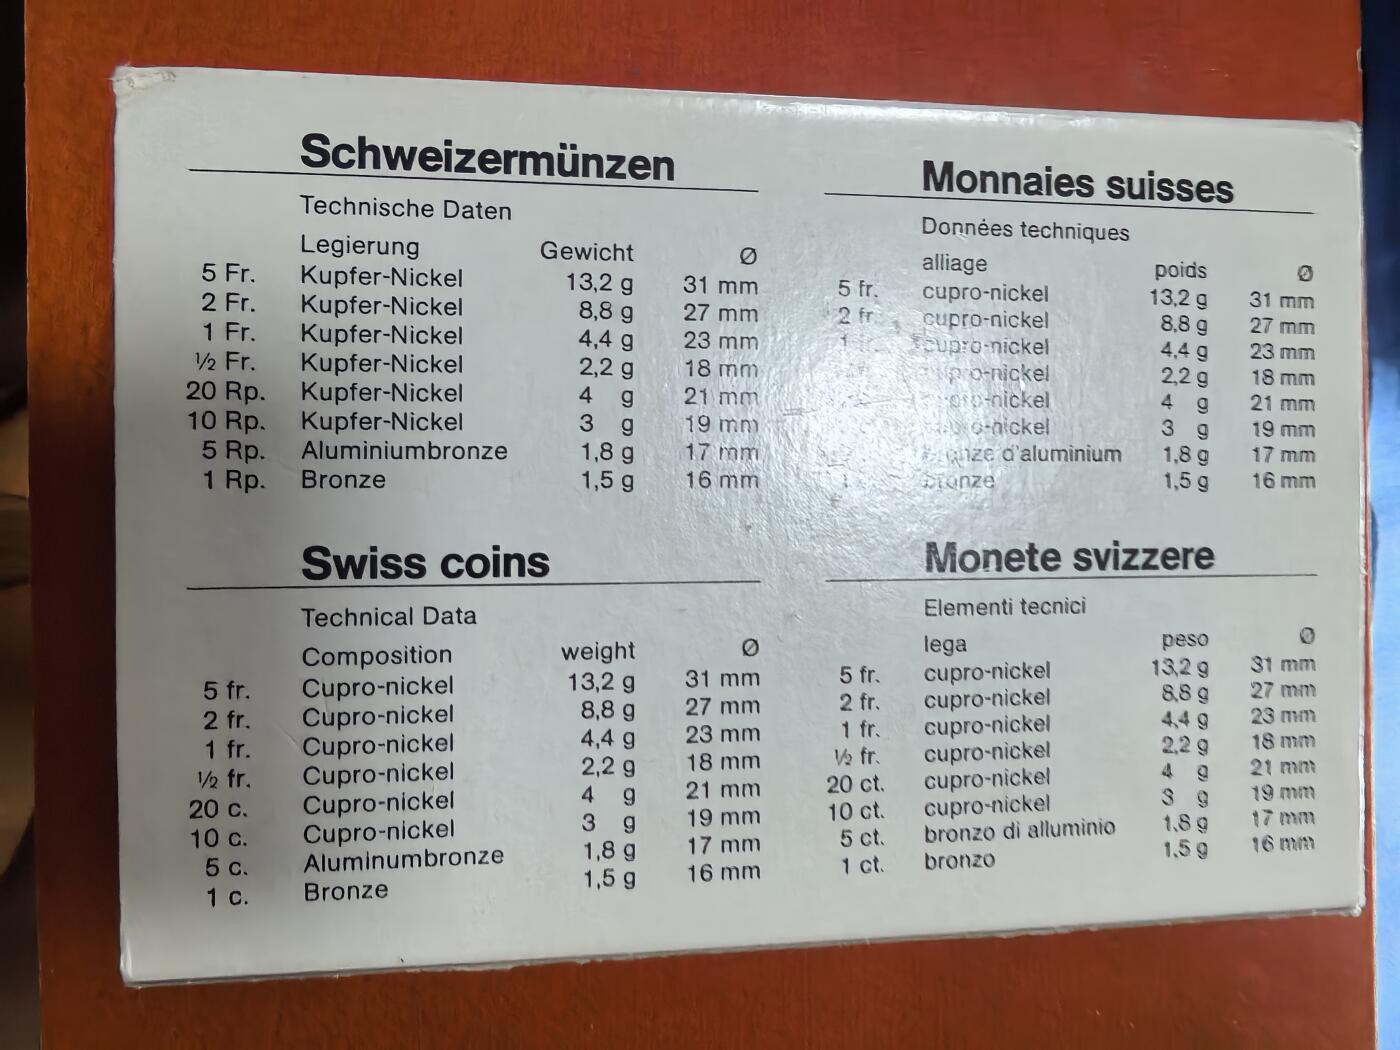 Schweizermünzen
Technische Daten
Legierung Gewicht Ø
5 Fr. Kupfer-Nickel 13,2 g 31 mm
2 Fr. Kupfer-Nickel 8,8 g 27 mm
1 Fr. Kupfer-Nickel 4,4 g 23 mm
½ Fr. Kupfer-Nickel 2,2 g 18 mm
20 Rp. Kupfer-Nickel 4 g 21 mm
10 Rp. Kupfer-Nickel 3 g 19 mm
5 Rp. Aluminiumbronze 1,8 g 17 mm
1 Rp. Bronze 1,5 g 16 mm
Monnaies suisses
Données techniques
alliage poids Ø
5 fr. cupro-nickel 13,2 g 31 mm
2 fr. cupro-nickel 8,8 g 27 mm
1 fr. cupro-nickel 4,4 g 23 mm
cupro-nickel 2,2 g 18 mm
cupro-nickel 4 g 21 mm
cupro-nickel 3 g 19 mm
bronze d'aluminium 1,8 g 17 mm
bronze 1,5 g 16 mm
Swiss coins
Technical Data
Composition weight Ø
5 fr. Cupro-nickel 13,2 g 31 mm
2 fr. Cupro-nickel 8,8 g 27 mm
1 fr. Cupro-nickel 4,4 g 23 mm
½ fr. Cupro-nickel 2,2 g 18 mm
20 c. Cupro-nickel 4 g 21 mm
10 c. Cupro-nickel 3 g 19 mm
5 c. Aluminumbronze 1,8 g 17 mm
1 c. Bronze 1,5 g 16 mm
Monete svizzere
Elementi tecnici
lega peso Ø
5 fr. cupro-nickel 13,2 g 31 mm
2 fr. cupro-nickel 8,8 g 27 mm
1 fr. cupro-nickel 4,4 g 23 mm
½ fr. cupro-nickel 2,2 g 18 mm
20 ct. cupro-nickel 4 g 21 mm
10 ct. cupro-nickel 3 g 19 mm
5 ct. bronzo di alluminio 1,8 g 17 mm
1 ct. bronzo 1,5 g 16 mm